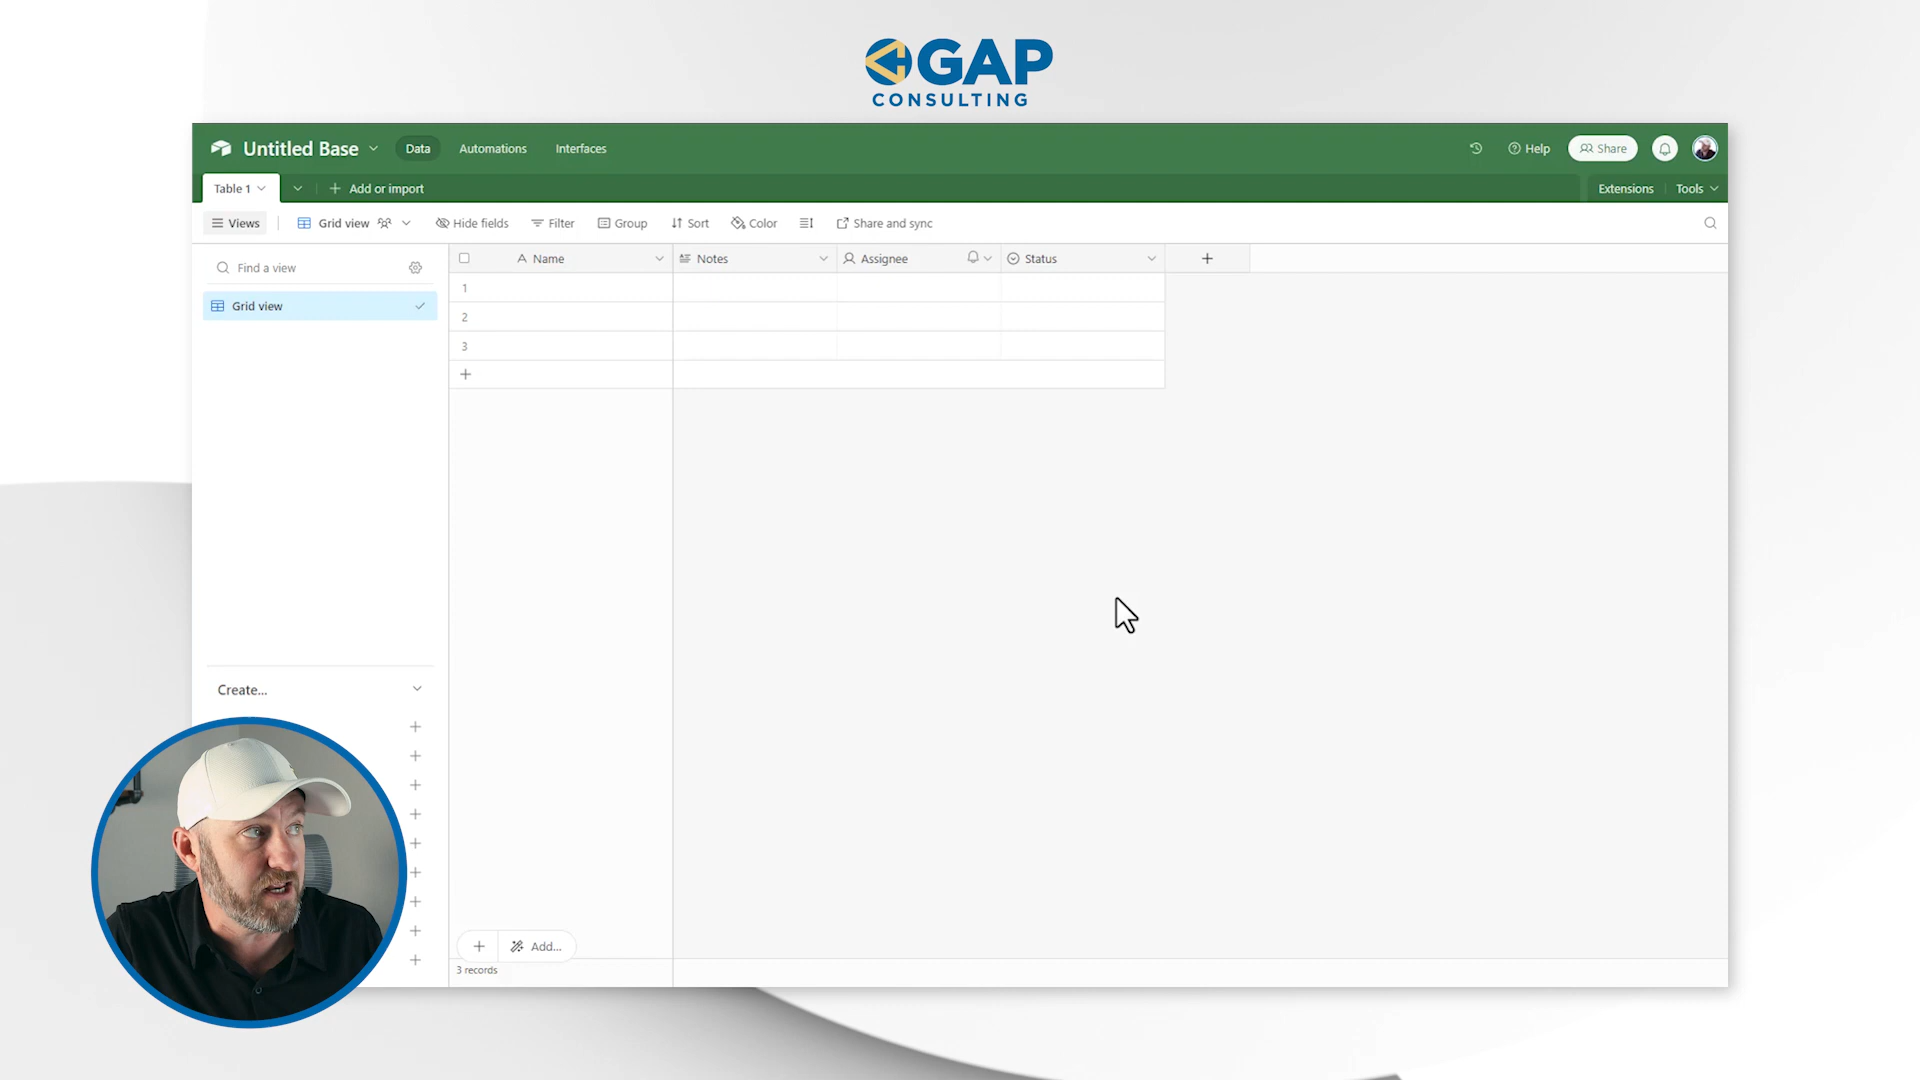 GAP
CONSULTING
Untitled Base
Data
Automations
Interfaces
Help
Share
Table 1
Add or import
Extensions
Tools
Views
Grid view
Hide fields
Filter
Group
Sort
Color
Share and sync
Find a view
Name
Notes
Assignee
Status
1
Grid view
2
3
Create...
Add...
3 records